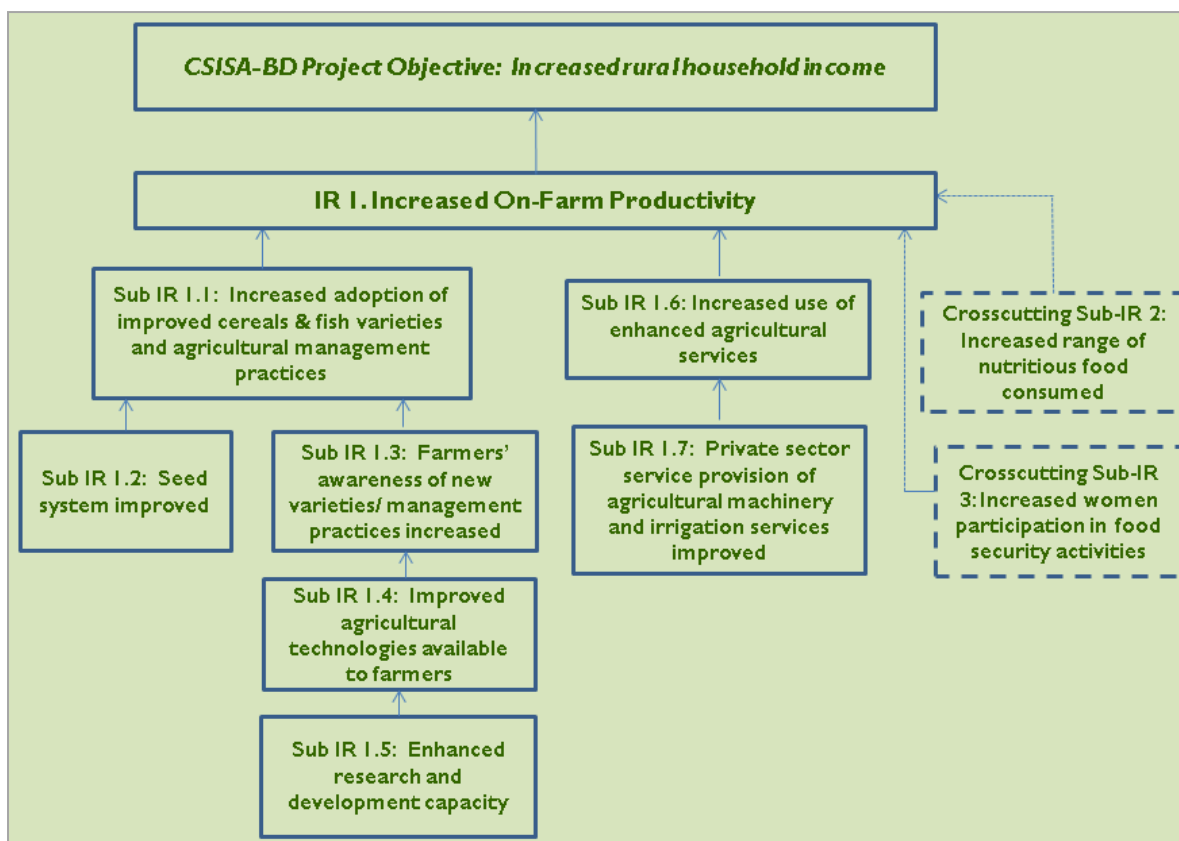 CSISA-BD Project Objective: Increased rural household income
IR 1. Increased On-Farm Productivity
Sub IR 1.1: Increased adoption of
improved cereals & fish varieties
and agricultural management
practices
Sub IR 1.6: Increased use of
enhanced agricultural
services
Crosscutting Sub-IR 2:
Increased range of
nutritious food
consumed
Sub IR 1.2: Seed
system improved
Sub IR 1.3: Farmers’
awareness of new
varieties/ management
practices increased
Sub IR 1.7: Private sector
service provision of
agricultural machinery
and irrigation services
improved
Crosscutting Sub-IR
3: Increased women
participation in food
security activities
Sub IR 1.4: Improved
agricultural
technologies available
to farmers
Sub IR 1.5: Enhanced
research and
development capacity